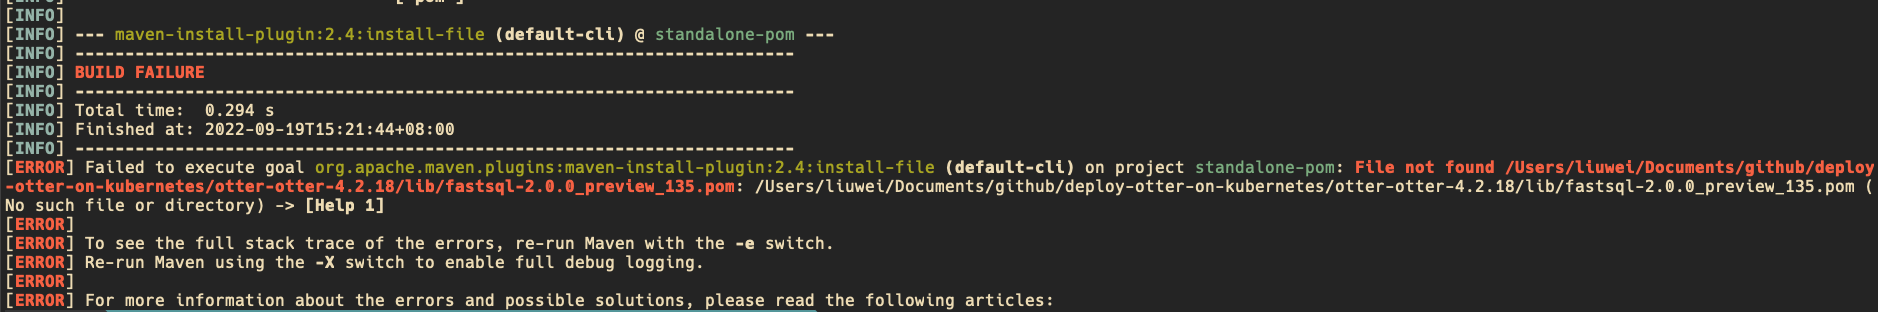 [INFO]
[INFO] --- maven-install-plugin:2.4:install-file (default-cli) @ standalone-pom ---
[INFO] ------------------------------------------------------------------------
[INFO] BUILD FAILURE
[INFO] ------------------------------------------------------------------------
[INFO] Total time:  0.294 s
[INFO] Finished at: 2022-09-19T15:21:44+08:00
[INFO] ------------------------------------------------------------------------
[ERROR] Failed to execute goal org.apache.maven.plugins:maven-install-plugin:2.4:install-file (default-cli) on project standalone-pom: File not found /Users/liuwei/Documents/github/deploy
-otter-on-kubernetes/otter-otter-4.2.18/lib/fastsql-2.0.0_preview_135.pom: /Users/liuwei/Documents/github/deploy-otter-on-kubernetes/otter-otter-4.2.18/lib/fastsql-2.0.0_preview_135.pom (
No such file or directory) -> [Help 1]
[ERROR]
[ERROR] To see the full stack trace of the errors, re-run Maven with the -e switch.
[ERROR] Re-run Maven using the -X switch to enable full debug logging.
[ERROR]
[ERROR] For more information about the errors and possible solutions, please read the following articles: